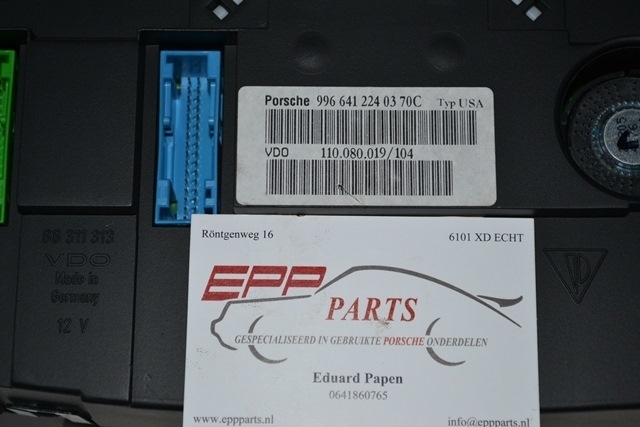 Porsche 996 641 224 03 70C Typ USA
VDO 110.080.019/104
88 311 313
VDO
Made in
Germany
12 V
Röntgenweg 16 6101 XD ECHT
EPP
PARTS
GESPECIALISEERD IN GEBRUIKTE PORSCHE ONDERDELEN
Eduard Papen
0641860765
www.eppparts.nl info@eppparts.nl